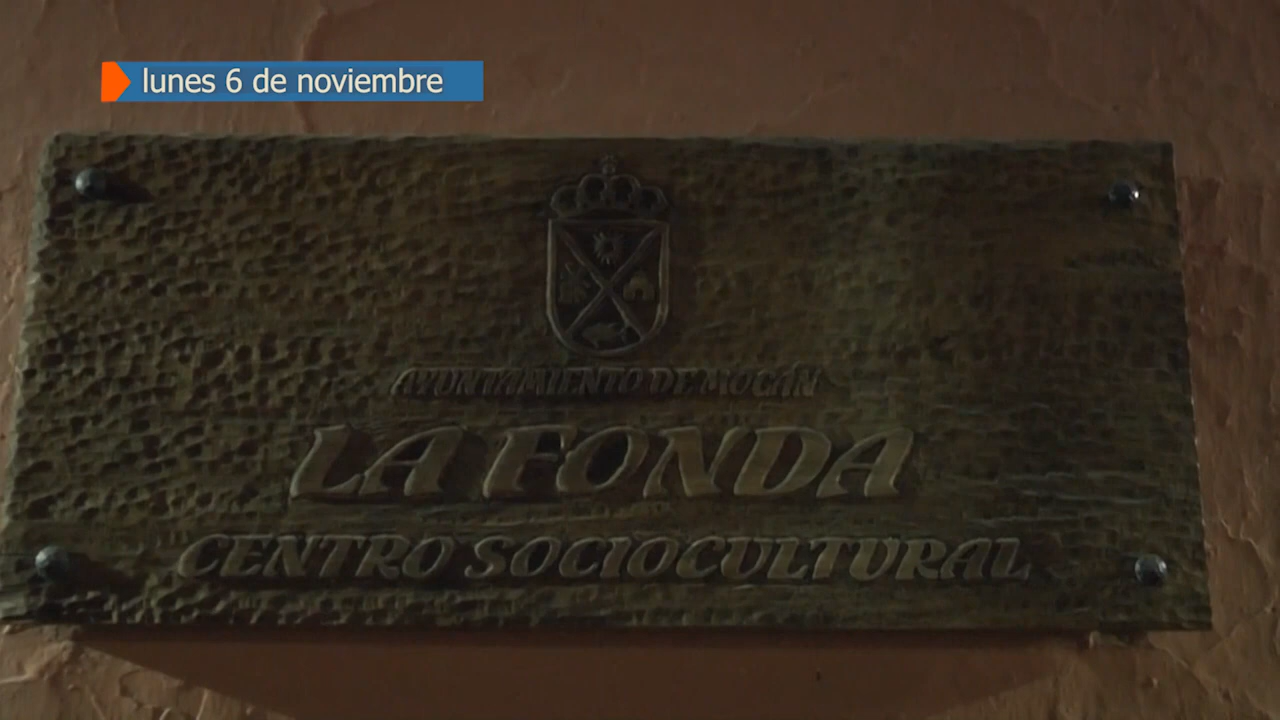 lunes 6 de noviembre
AYUNTAMIENTO DE MOGÁN
LA FONDA
CENTRO SOCIOCULTURAL